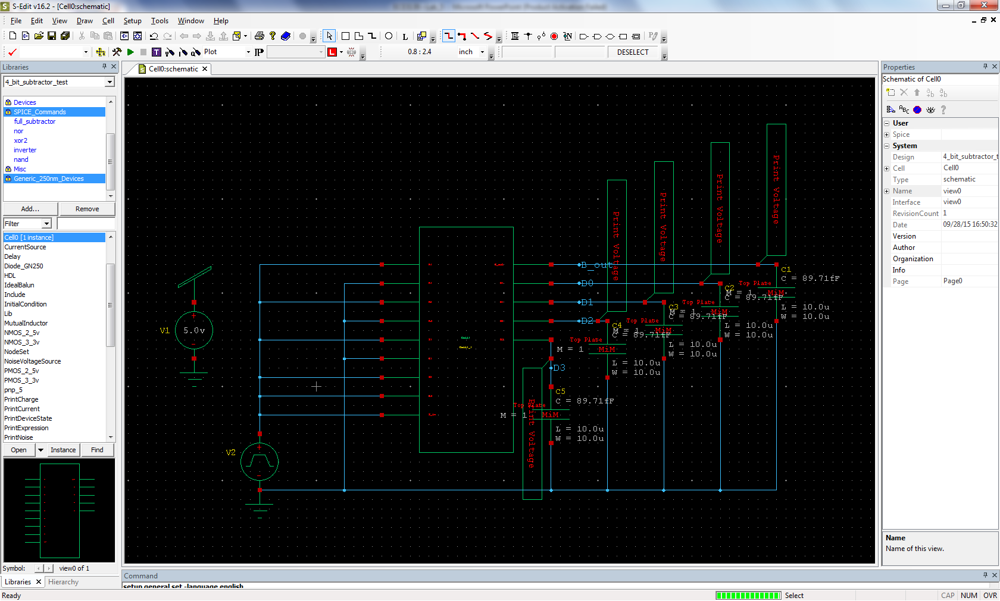 S-Edit v16.2 - [Cell0:schematic]
File Edit View Draw Cell Setup Tools Window Help
Plot
0.8 : 2.4 inch DESELECT
Libraries
4_bit_subtractor_test
Devices
SPICE_Commands
full_subtractor
nor
xor2
inverter
nand
Misc
Generic_250nm_Devices
Add... Remove
Filter
Cell0 [1 instance]
CurrentSource
Delay
Diode_GN250
HDL
IdealBalun
Include
InitialCondition
Lib
MutualInductor
NMOS_2_5v
NMOS_3_3v
NodeSet
NoiseVoltageSource
PMOS_2_5v
PMOS_3_3v
pnp_5
PrintCharge
PrintCurrent
PrintDeviceState
PrintExpression
PrintNoise
Open Instance Find
Symbol: view0 of 1
Libraries Hierarchy
Cell0:schematic
Print Voltage
Print Voltage
Print Voltage
Print Voltage
Print Voltage
V1 5.0v
V2
B_out
D0
D1
D2
D3
C1
C = 89.71fF
Top Plate
MiM
M = 1
L = 10.0u
W = 10.0u
C2
C = 89.71fF
Top Plate
MiM
M = 1
L = 10.0u
W = 10.0u
C3
C = 89.71fF
Top Plate
MiM
M = 1
L = 10.0u
W = 10.0u
C4
C = 89.71fF
Top Plate
M = 1
MiM
L = 10.0u
W = 10.0u
C5
C = 89.71fF
Top Plate
M = 1
MiM
L = 10.0u
W = 10.0u
Command
setup general set -language english
Properties
Schematic of Cell0
User
Spice
System
Design 4_bit_subtractor_t
Cell Cell0
Type schematic
Name view0
Interface view0
RevisionCount 1
Date 09/28/15 16:50:32
Version
Author
Organization
Info
Page Page0
Name
Name of this view.
Ready Select CAP NUM OVR